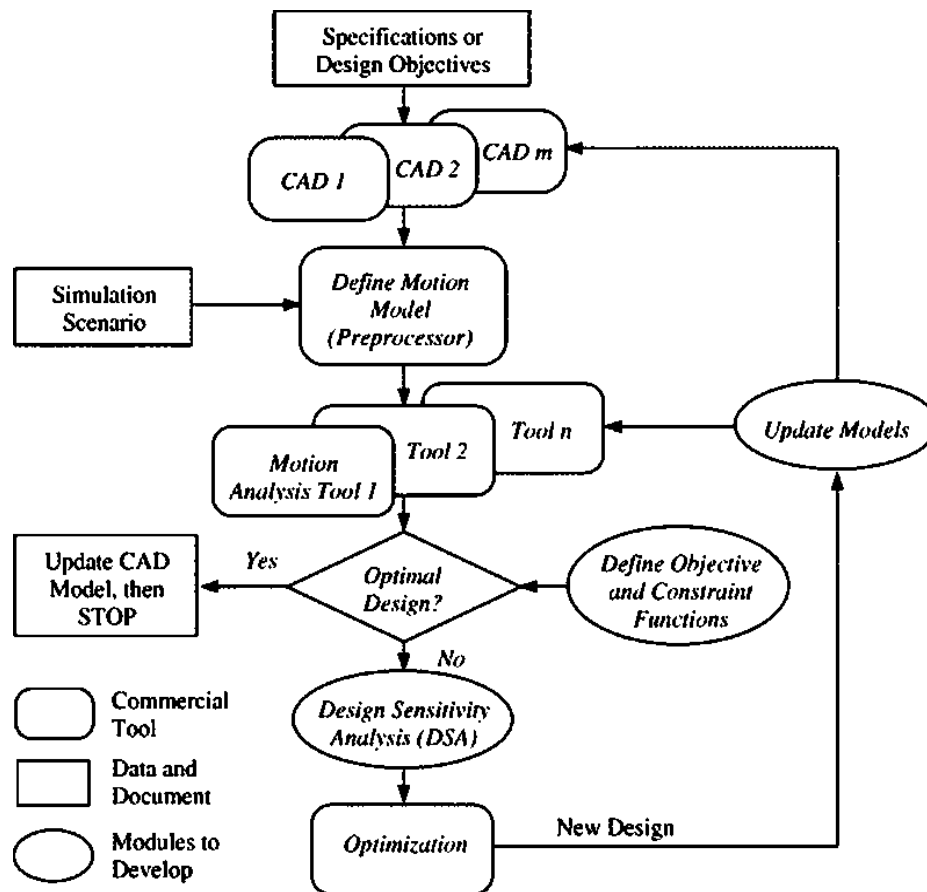 Specifications or
Design Objectives
CAD 1
CAD 2
CAD m
Simulation
Scenario
Define Motion
Model
(Preprocessor)
Motion
Analysis Tool 1
Tool 2
Tool n
Update Models
Update CAD
Model, then
STOP
Yes
Optimal
Design?
Define Objective
and Constraint
Functions
No
Design Sensitivity
Analysis (DSA)
Optimization
New Design
Commercial
Tool
Data and
Document
Modules to
Develop